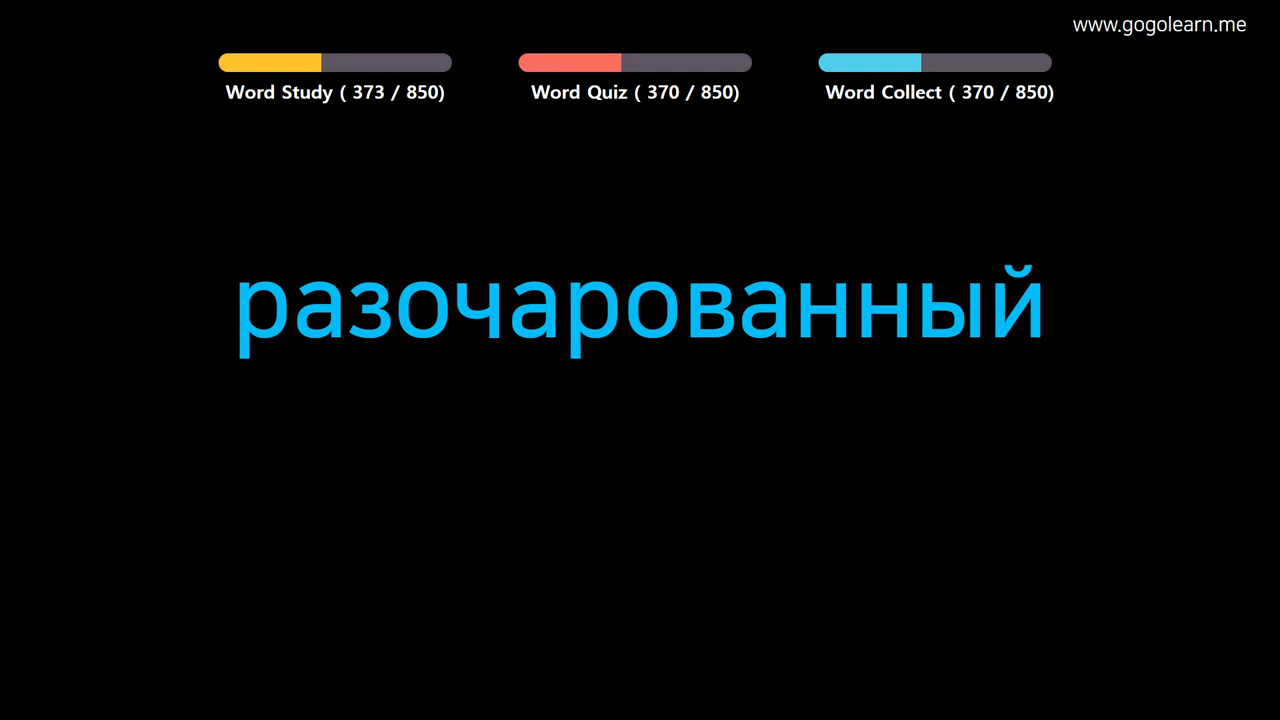 www.gogolearn.me
Word Study ( 373 / 850)
Word Quiz ( 370 / 850)
Word Collect ( 370 / 850)
разочарованный